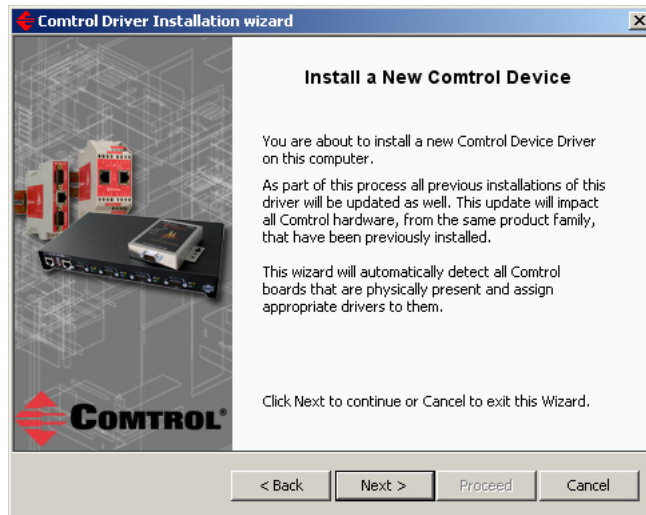 Comtrol Driver Installation wizard
Install a New Comtrol Device
You are about to install a new Comtrol Device Driver
on this computer.
As part of this process all previous installations of this
driver will be updated as well. This update will impact
all Comtrol hardware, from the same product family,
that have been previously installed.
This wizard will automatically detect all Comtrol
boards that are physically present and assign
appropriate drivers to them.
Click Next to continue or Cancel to exit this Wizard.
COMTROL®
< Back
Next >
Proceed
Cancel